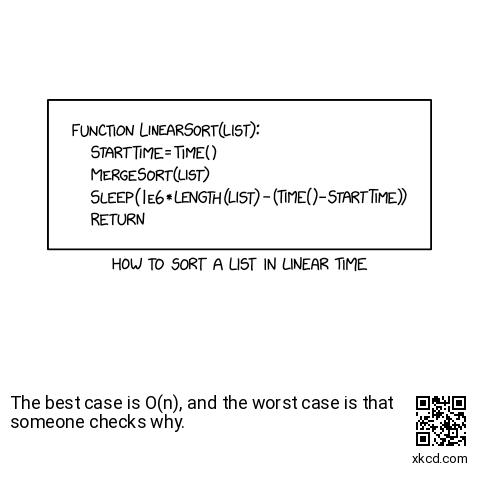 FUNCTION LINEARSORT(LIST):
STARTTIME=TIME()
MERGESORT(LIST)
SLEEP(1E6*LENGTH(LIST)-(TIME()-STARTTIME))
RETURN
HOW TO SORT A LIST IN LINEAR TIME
The best case is O(n), and the worst case is that
someone checks why.
xkcd.com